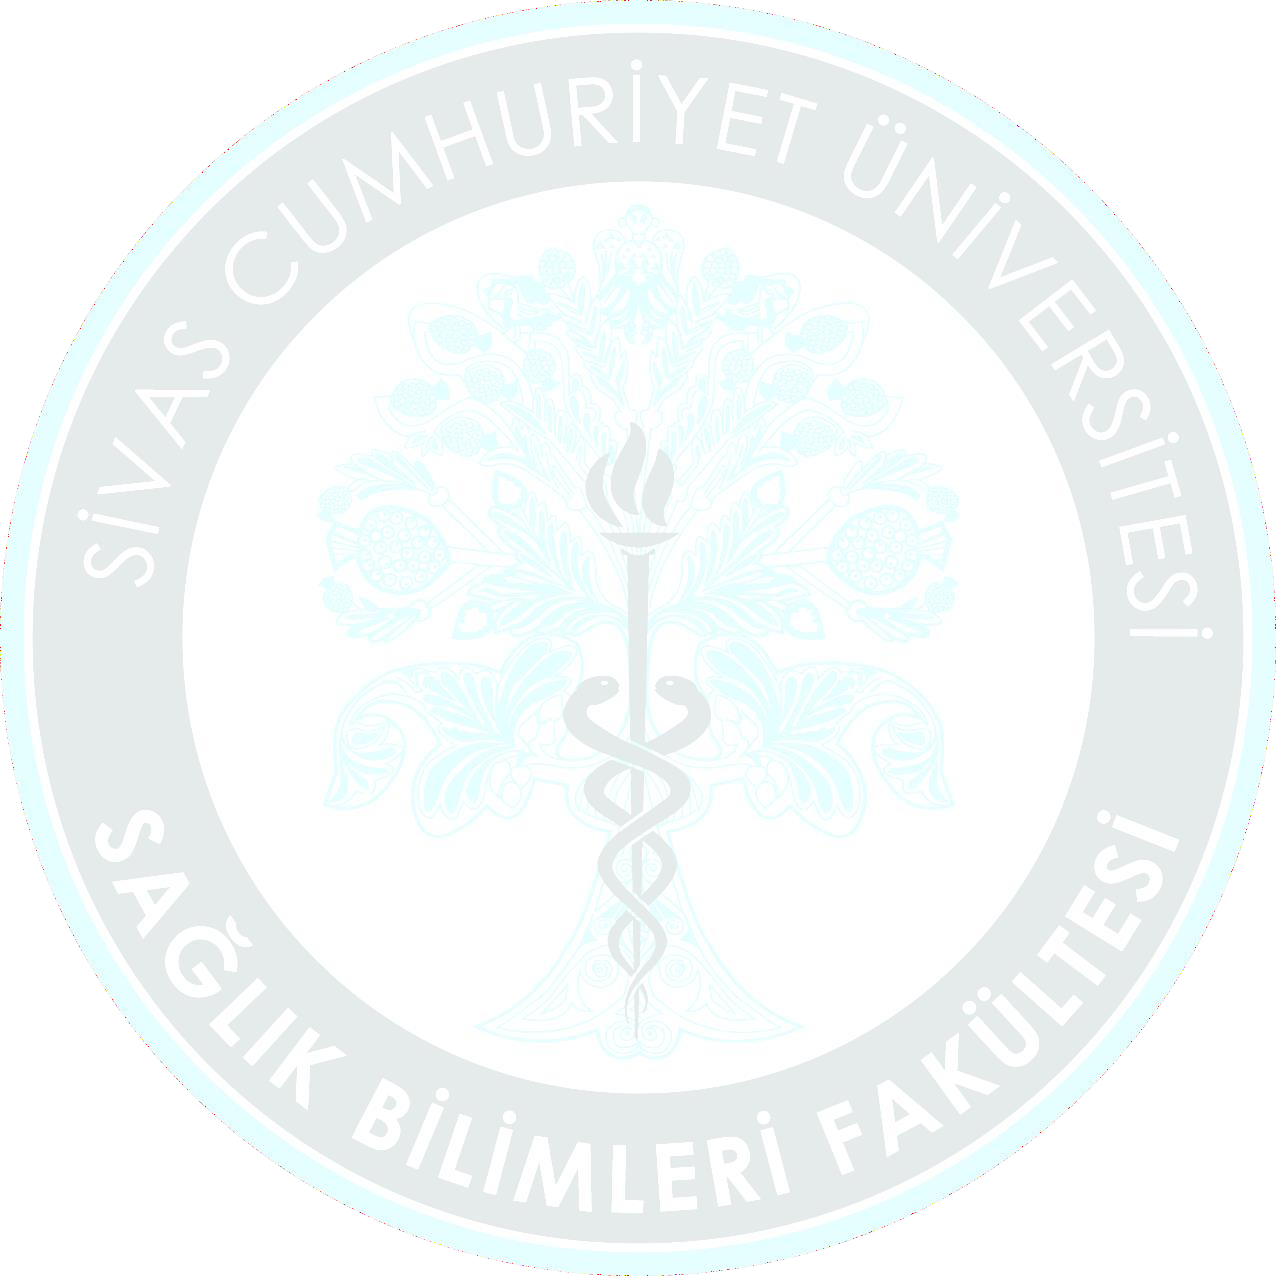 SİVAS CUMHURİYET ÜNİVERSİTESİ
SAĞLIK BİLİMLERİ FAKÜLTESİ